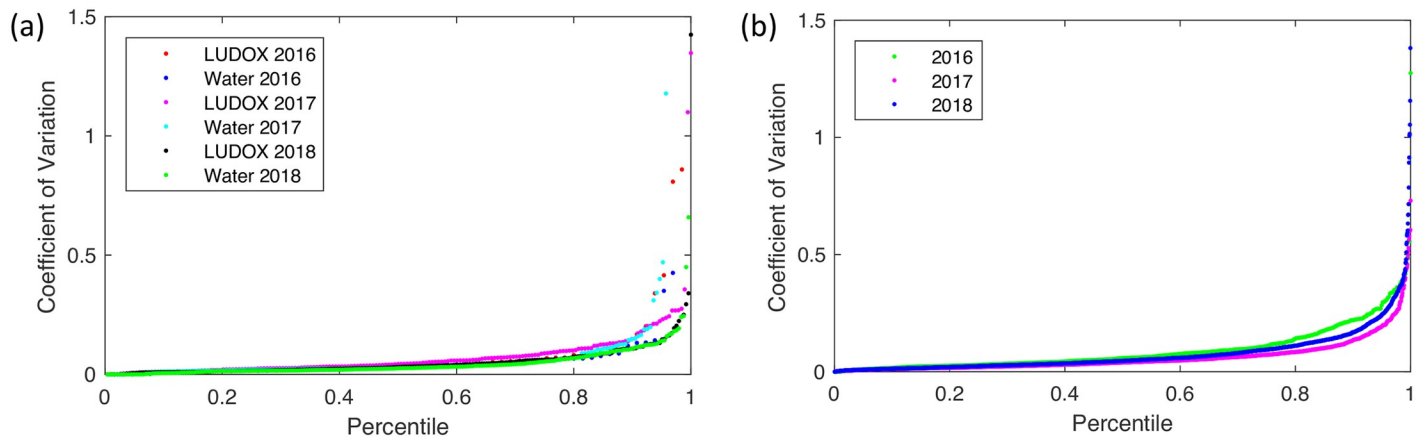 (a)
1.5
1
0.5
0
Coefficient of Variation
LUDOX 2016
Water 2016
LUDOX 2017
Water 2017
LUDOX 2018
Water 2018
0 0.2 0.4 0.6 0.8 1
Percentile
(b)
1.5
1
0.5
0
Coefficient of Variation
2016
2017
2018
0 0.2 0.4 0.6 0.8 1
Percentile